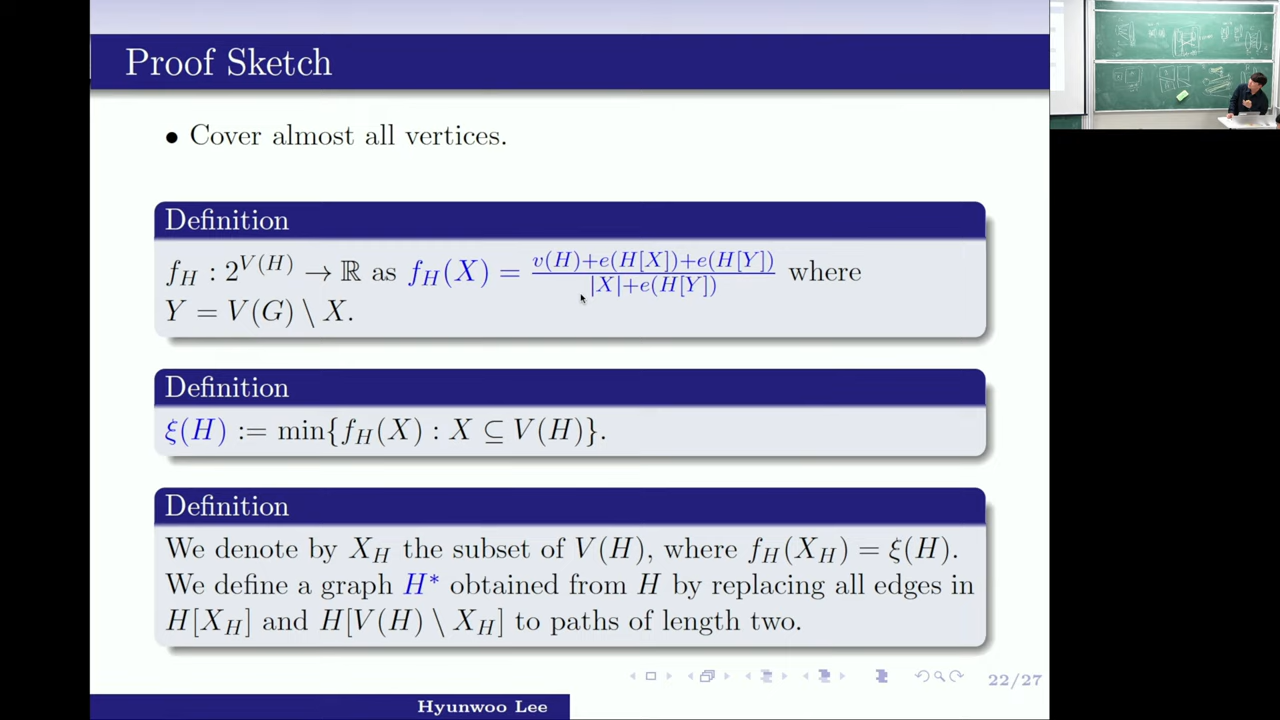 Proof Sketch
• Cover almost all vertices.
Definition
f_H : 2^{V(H)} → ℝ as f_H(X) = \frac{v(H)+e(H[X])+e(H[Y])}{|X|+e(H[Y])} where
Y = V(G) \ X.
Definition
ξ(H) := min{f_H(X) : X ⊆ V(H)}.
Definition
We denote by X_H the subset of V(H), where f_H(X_H) = ξ(H).
We define a graph H* obtained from H by replacing all edges in
H[X_H] and H[V(H) \ X_H] to paths of length two.
22/27
Hyunwoo Lee